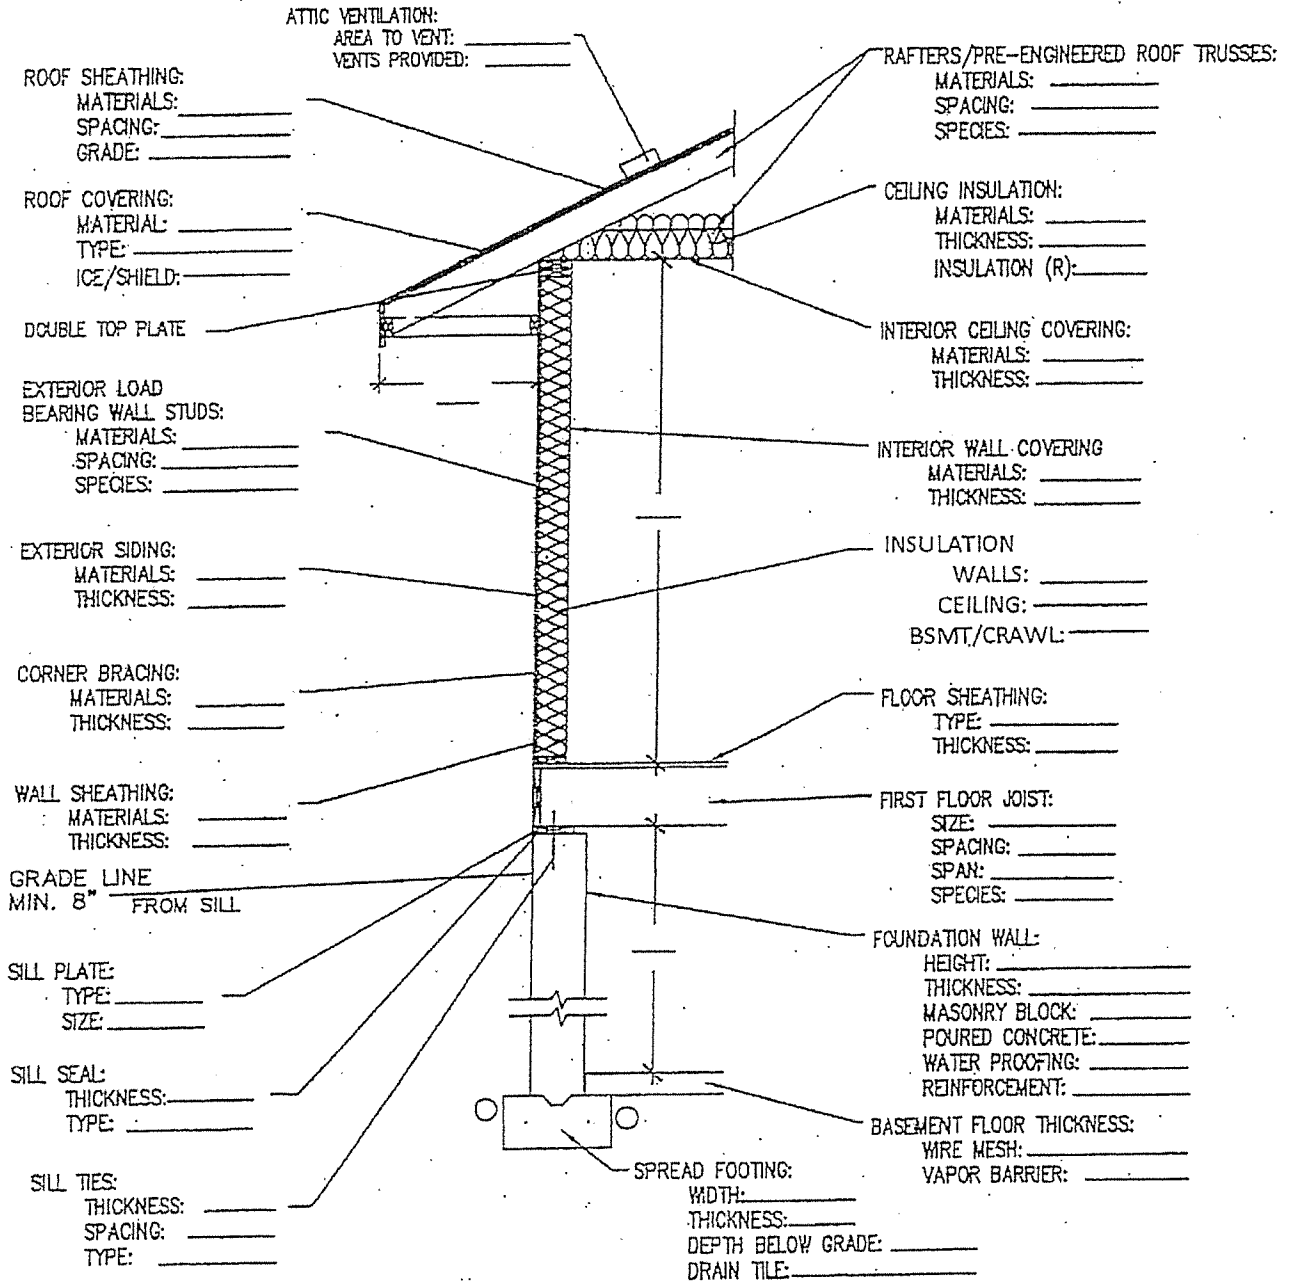 ATTIC VENTILATION:
AREA TO VENT:
VENTS PROVIDED:
ROOF SHEATHING:
MATERIALS:
SPACING:
GRADE:
ROOF COVERING:
MATERIAL:
TYPE:
ICE/SHIELD:
DOUBLE TOP PLATE
EXTERIOR LOAD
BEARING WALL STUDS:
MATERIALS:
SPACING:
SPECIES:
EXTERIOR SIDING:
MATERIALS:
THICKNESS:
CORNER BRACING:
MATERIALS:
THICKNESS:
WALL SHEATHING:
MATERIALS:
THICKNESS:
GRADE LINE
MIN. 8" FROM SILL
SILL PLATE:
TYPE:
SIZE:
SILL SEAL:
THICKNESS:
TYPE:
SILL TIES:
THICKNESS:
SPACING:
TYPE:
RAFTERS/PRE-ENGINEERED ROOF TRUSSES:
MATERIALS:
SPACING:
SPECIES:
CEILING INSULATION:
MATERIALS:
THICKNESS:
INSULATION (R):
INTERIOR CEILING COVERING:
MATERIALS:
THICKNESS:
INTERIOR WALL COVERING
MATERIALS:
THICKNESS:
INSULATION
WALLS:
CEILING:
BSMT/CRAWL:
FLOOR SHEATHING:
TYPE:
THICKNESS:
FIRST FLOOR JOIST:
SIZE:
SPACING:
SPAN:
SPECIES:
FOUNDATION WALL:
HEIGHT:
THICKNESS:
MASONRY BLOCK:
POURED CONCRETE:
WATER PROOFING:
REINFORCEMENT:
BASEMENT FLOOR THICKNESS:
WIRE MESH:
VAPOR BARRIER:
SPREAD FOOTING:
WIDTH:
THICKNESS:
DEPTH BELOW GRADE:
DRAIN TILE: